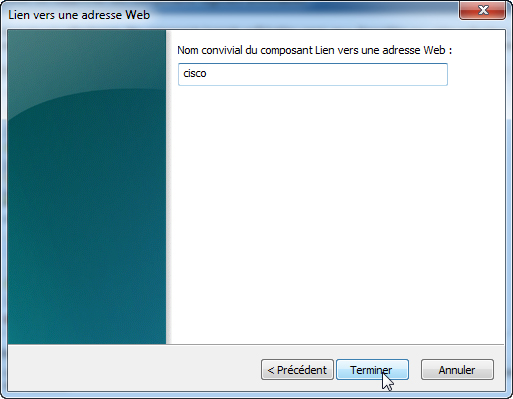 Lien vers une adresse Web
Nom convivial du composant Lien vers une adresse Web :
cisco
< Précédent
Terminer
Annuler